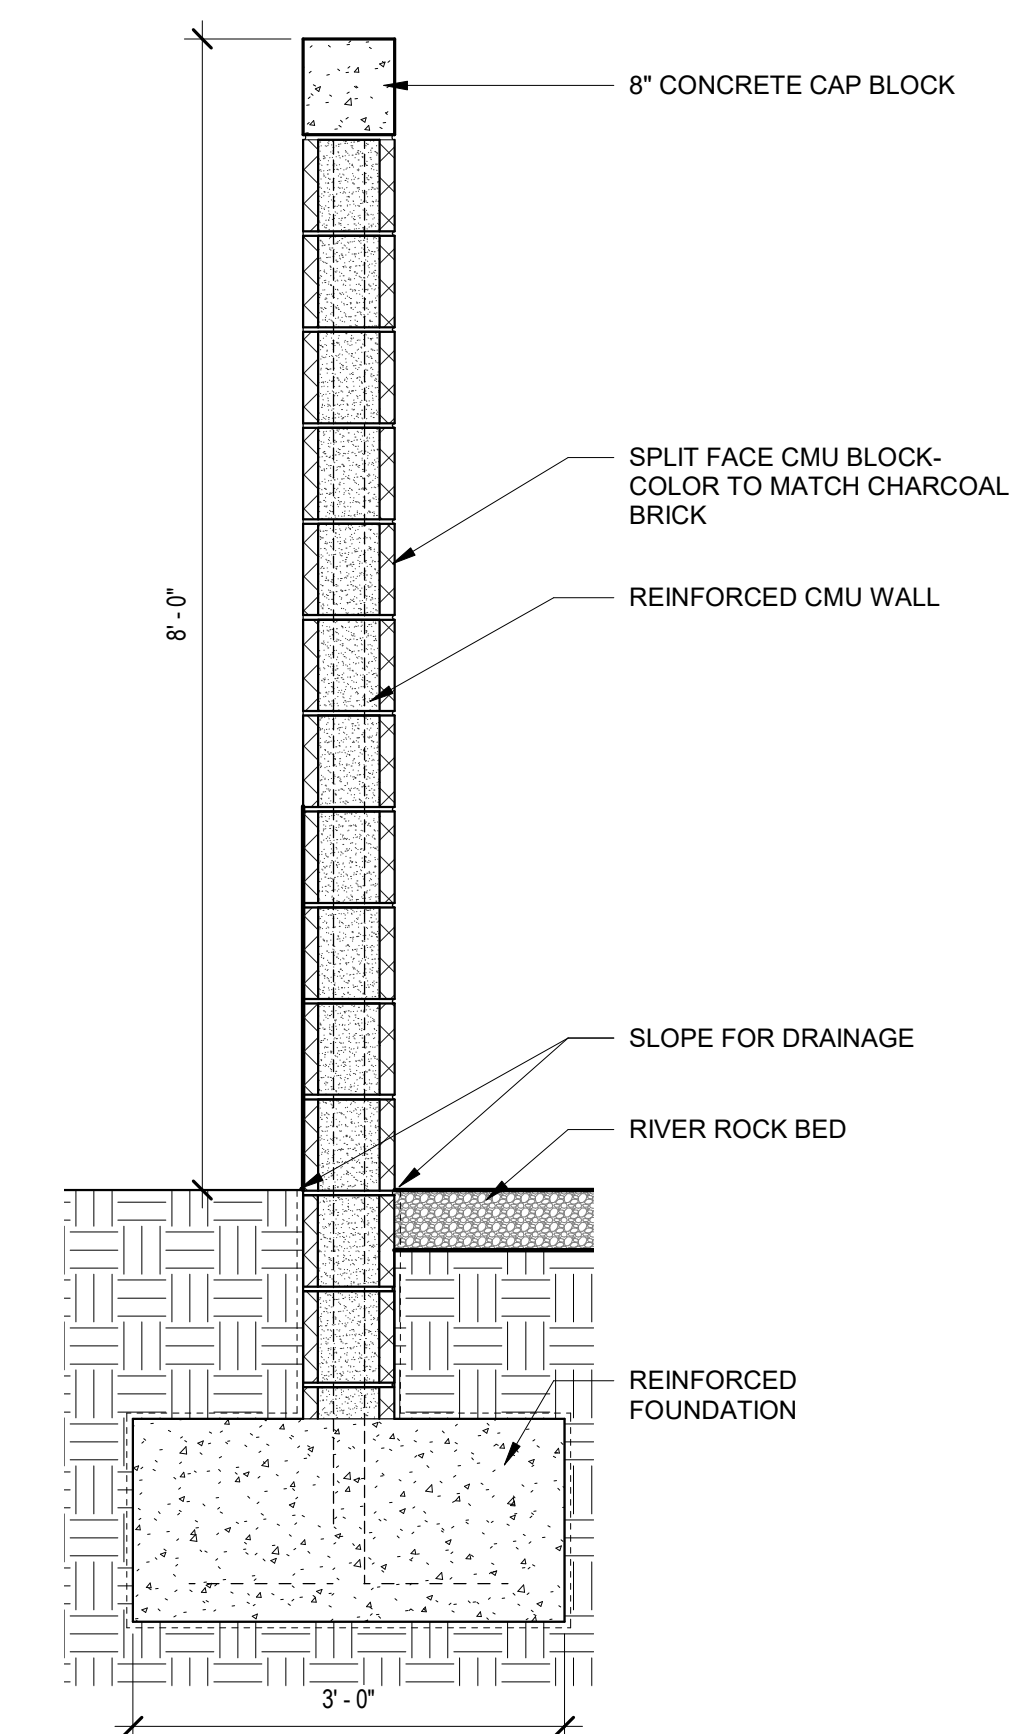 8" CONCRETE CAP BLOCK
SPLIT FACE CMU BLOCK-
COLOR TO MATCH CHARCOAL
BRICK
REINFORCED CMU WALL
8' - 0"
SLOPE FOR DRAINAGE
RIVER ROCK BED
REINFORCED
FOUNDATION
3' - 0"